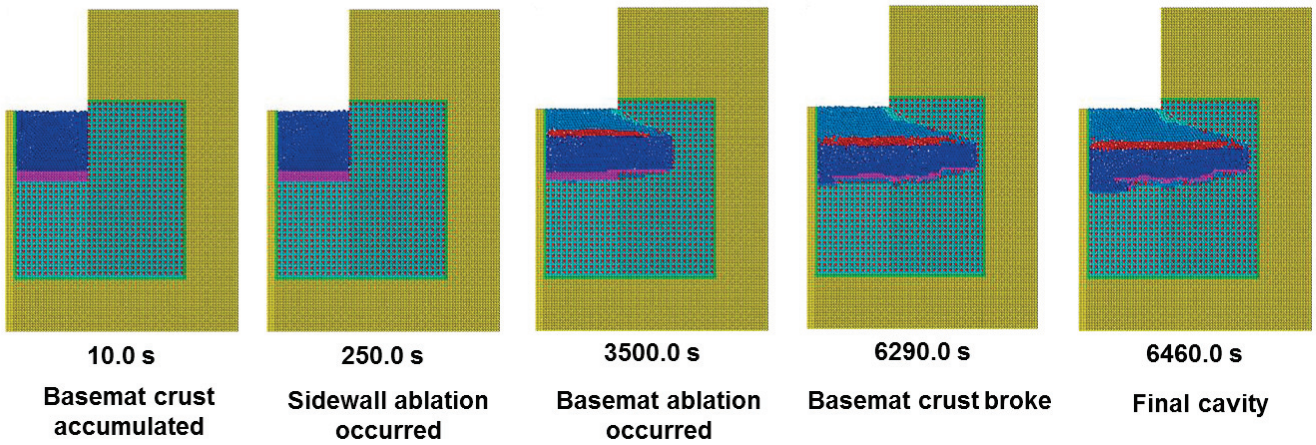 10.0 s
250.0 s
3500.0 s
6290.0 s
6460.0 s
Basemat crust
accumulated
Sidewall ablation
occurred
Basemat ablation
occurred
Basemat crust broke
Final cavity